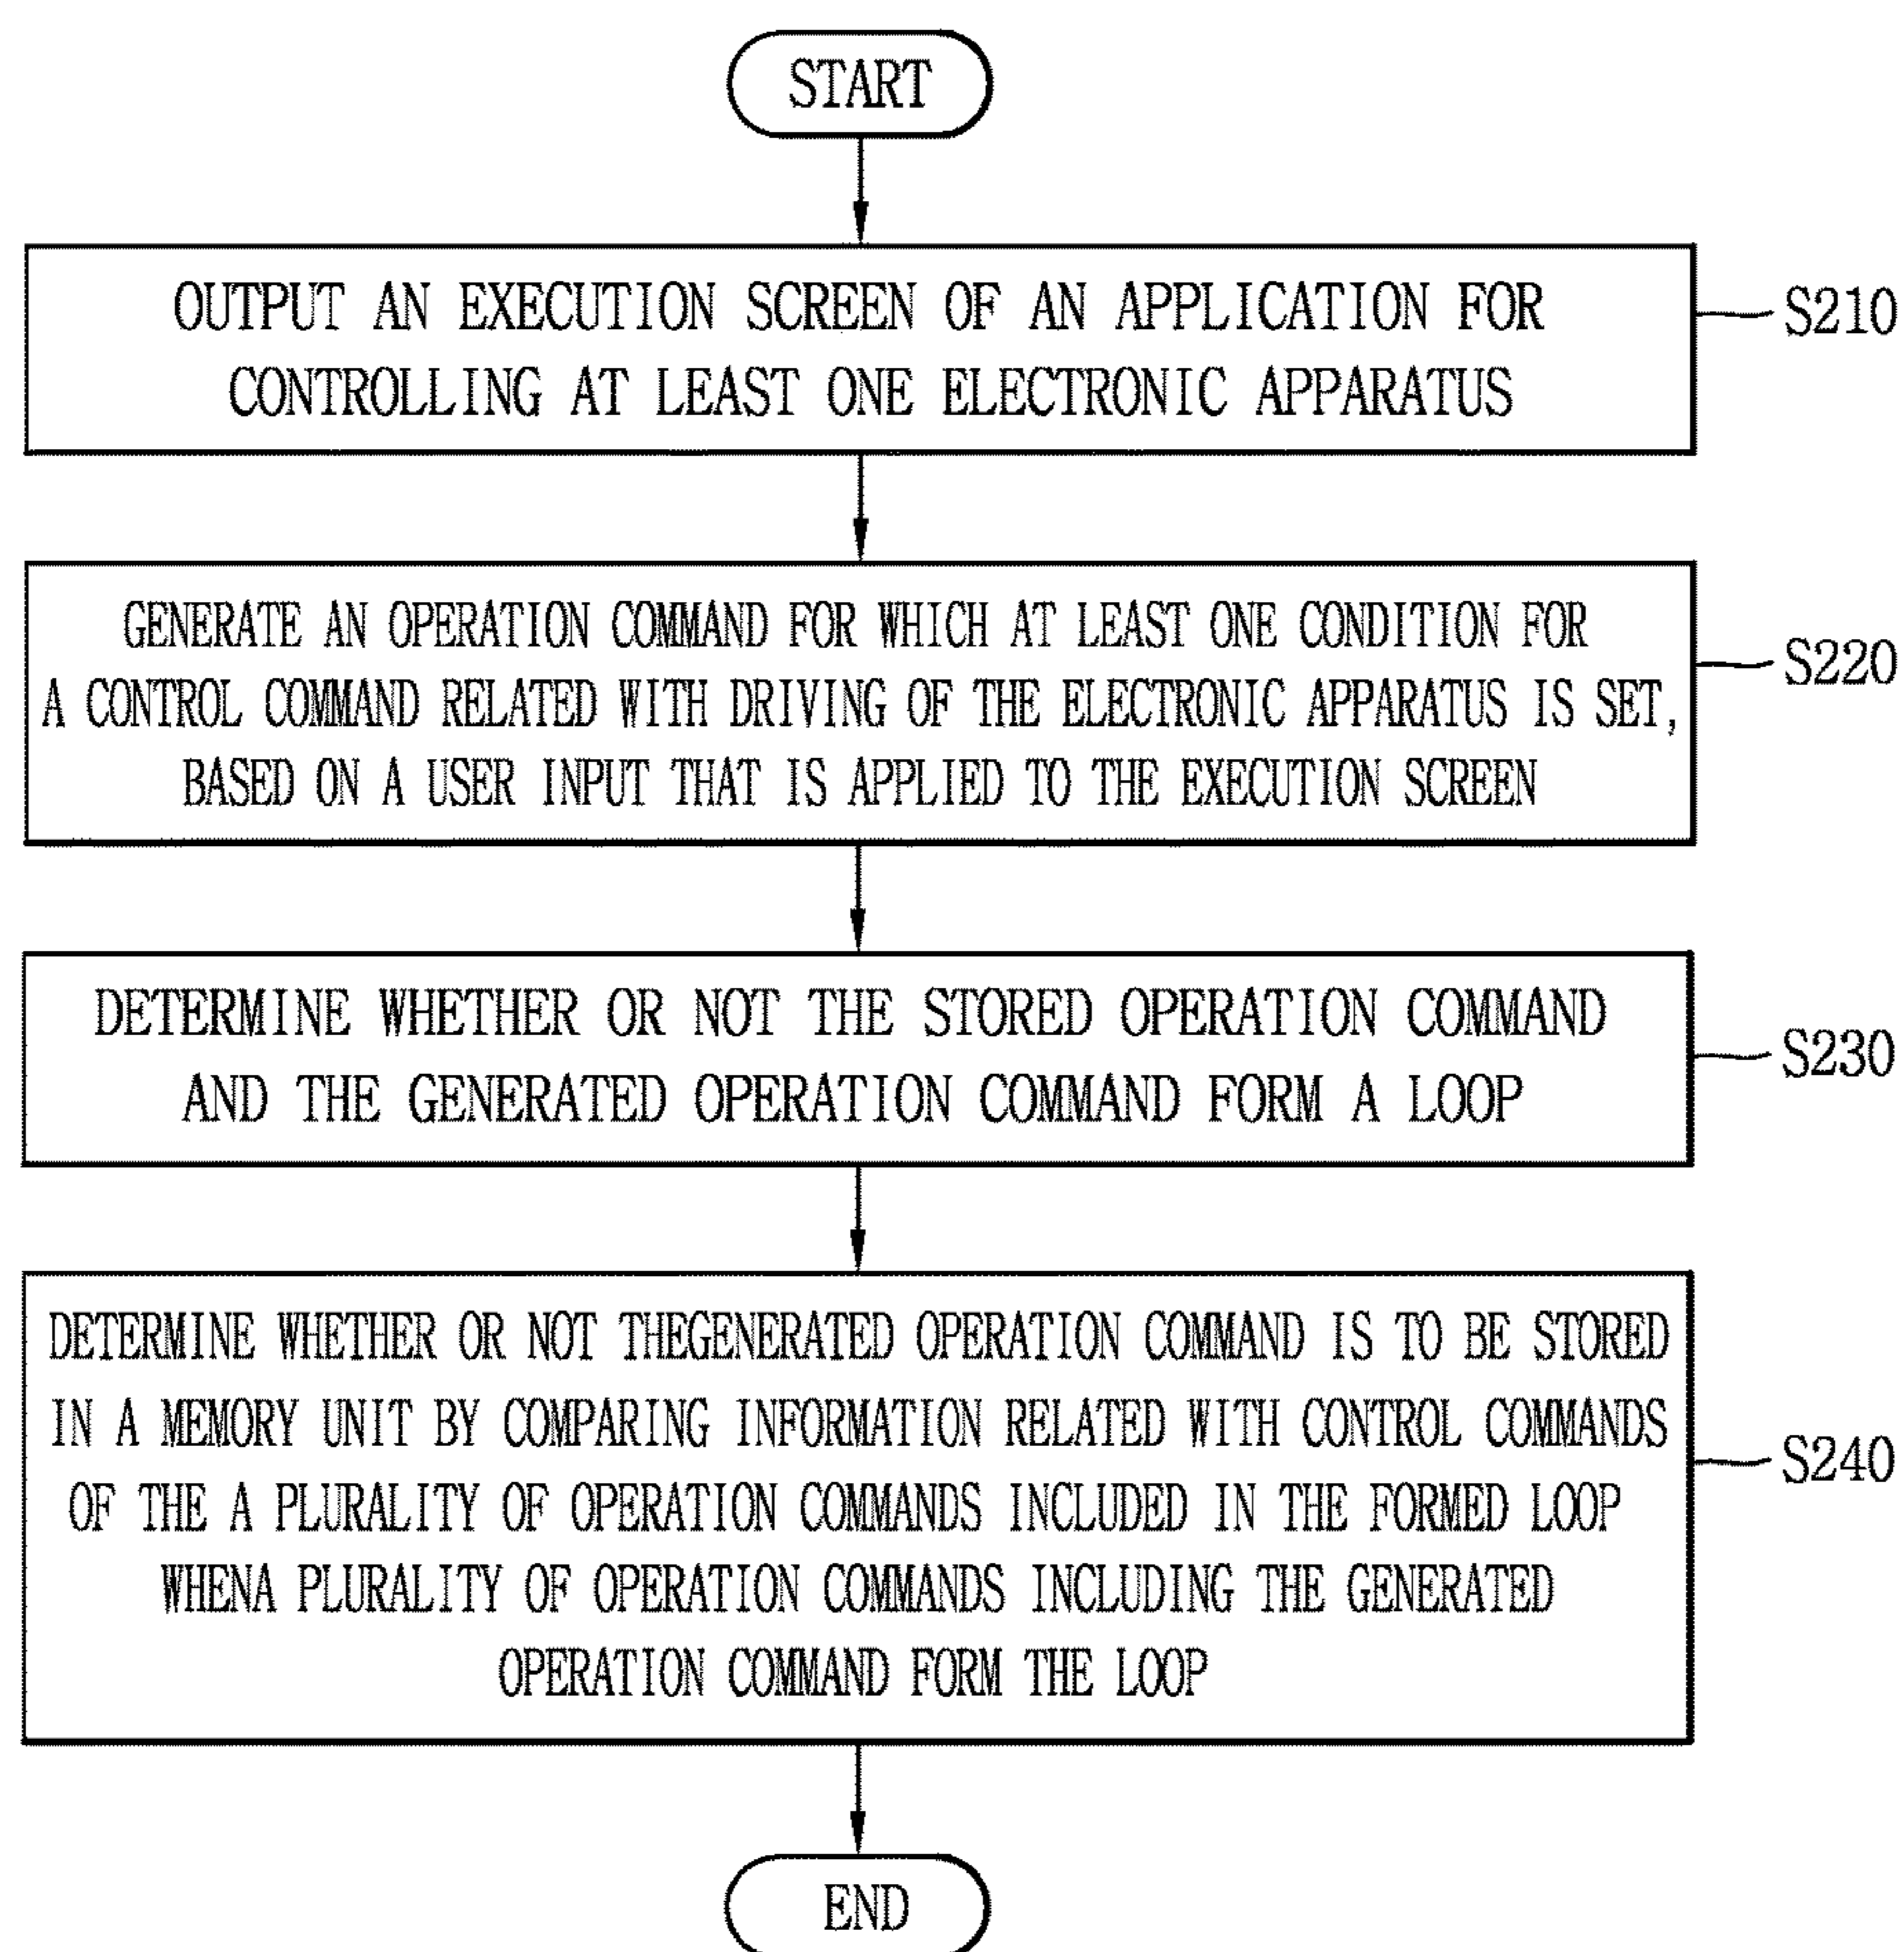 START
OUTPUT AN EXECUTION SCREEN OF AN APPLICATION FOR
CONTROLLING AT LEAST ONE ELECTRONIC APPARATUS
S210
GENERATE AN OPERATION COMMAND FOR WHICH AT LEAST ONE CONDITION FOR
A CONTROL COMMAND RELATED WITH DRIVING OF THE ELECTRONIC APPARATUS IS SET,
BASED ON A USER INPUT THAT IS APPLIED TO THE EXECUTION SCREEN
S220
DETERMINE WHETHER OR NOT THE STORED OPERATION COMMAND
AND THE GENERATED OPERATION COMMAND FORM A LOOP
S230
DETERMINE WHETHER OR NOT THEGENERATED OPERATION COMMAND IS TO BE STORED
IN A MEMORY UNIT BY COMPARING INFORMATION RELATED WITH CONTROL COMMANDS
OF THE A PLURALITY OF OPERATION COMMANDS INCLUDED IN THE FORMED LOOP
WHENA PLURALITY OF OPERATION COMMANDS INCLUDING THE GENERATED
OPERATION COMMAND FORM THE LOOP
S240
END